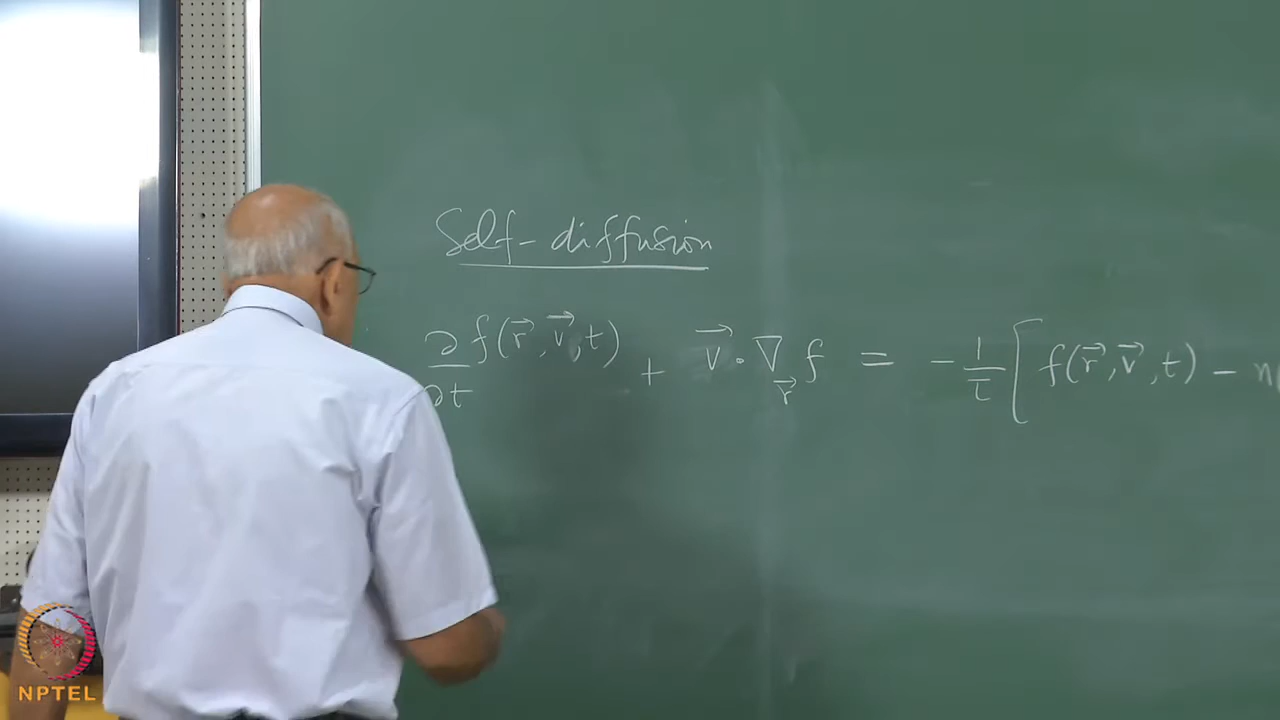 Self-diffusion
∂/∂t f(r⃗, v⃗, t) + v⃗ · ∇_r⃗ f = - 1/τ [ f(r⃗, v⃗, t) - n(
NPTEL